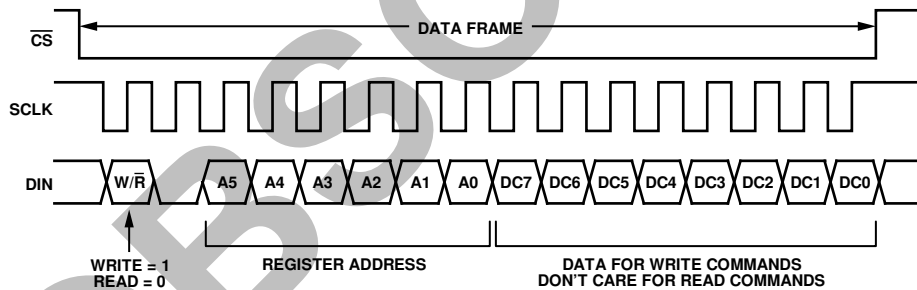 DATA FRAME
CS
SCLK
DIN W/R A5 A4 A3 A2 A1 A0 DC7 DC6 DC5 DC4 DC3 DC2 DC1 DC0
WRITE = 1
READ = 0
REGISTER ADDRESS
DATA FOR WRITE COMMANDS
DON'T CARE FOR READ COMMANDS